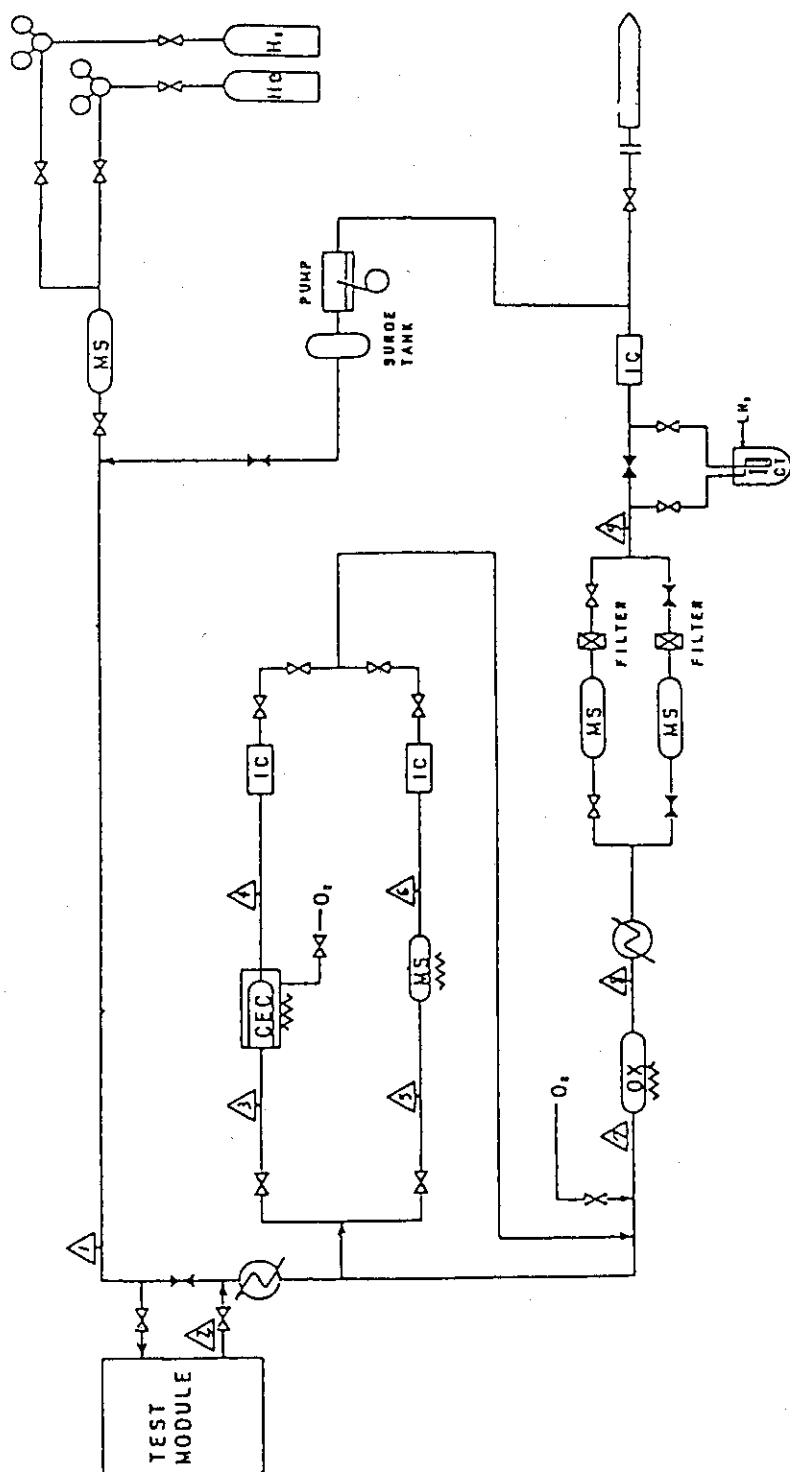 H₂
He
MS
PUMP
SURGE
TANK
IC
LN₂
CT
1
9
FILTER
FILTER
MS
MS
IC
IC
4
6
O₂
CEC
MS
8
3
5
O₂
OX
7
2
TEST
MODULE